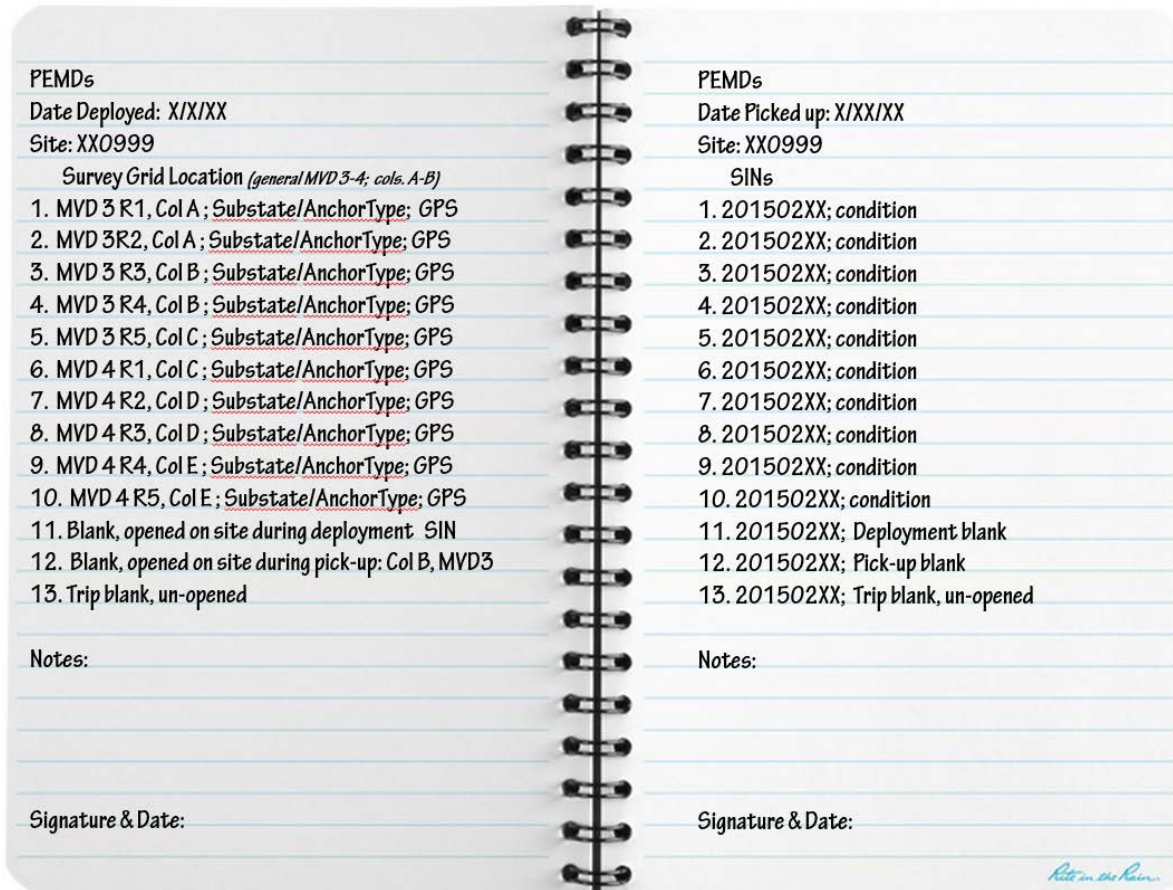 PEMDs
Date Deployed: X/X/XX
Site: XX0999
Survey Grid Location (general MVD 3-4; cols. A-B)
1. MVD 3 R1, Col A ; Substate/AnchorType; GPS
2. MVD 3R2, Col A ; Substate/AnchorType; GPS
3. MVD 3 R3, Col B ; Substate/AnchorType; GPS
4. MVD 3 R4, Col B ; Substate/AnchorType; GPS
5. MVD 3 R5, Col C ; Substate/AnchorType; GPS
6. MVD 4 R1, Col C ; Substate/AnchorType; GPS
7. MVD 4 R2, Col D ; Substate/AnchorType; GPS
8. MVD 4 R3, Col D ; Substate/AnchorType; GPS
9. MVD 4 R4, Col E ; Substate/AnchorType; GPS
10. MVD 4 R5, Col E ; Substate/AnchorType; GPS
11. Blank, opened on site during deployment SIN
12. Blank, opened on site during pick-up: Col B, MVD3
13. Trip blank, un-opened
Notes:
Signature & Date:
PEMDs
Date Picked up: X/XX/XX
Site: XX0999
SINs
1. 201502XX; condition
2. 201502XX; condition
3. 201502XX; condition
4. 201502XX; condition
5. 201502XX; condition
6. 201502XX; condition
7. 201502XX; condition
8. 201502XX; condition
9. 201502XX; condition
10. 201502XX; condition
11. 201502XX; Deployment blank
12. 201502XX; Pick-up blank
13. 201502XX; Trip blank, un-opened
Notes:
Signature & Date:
Rite in the Rain